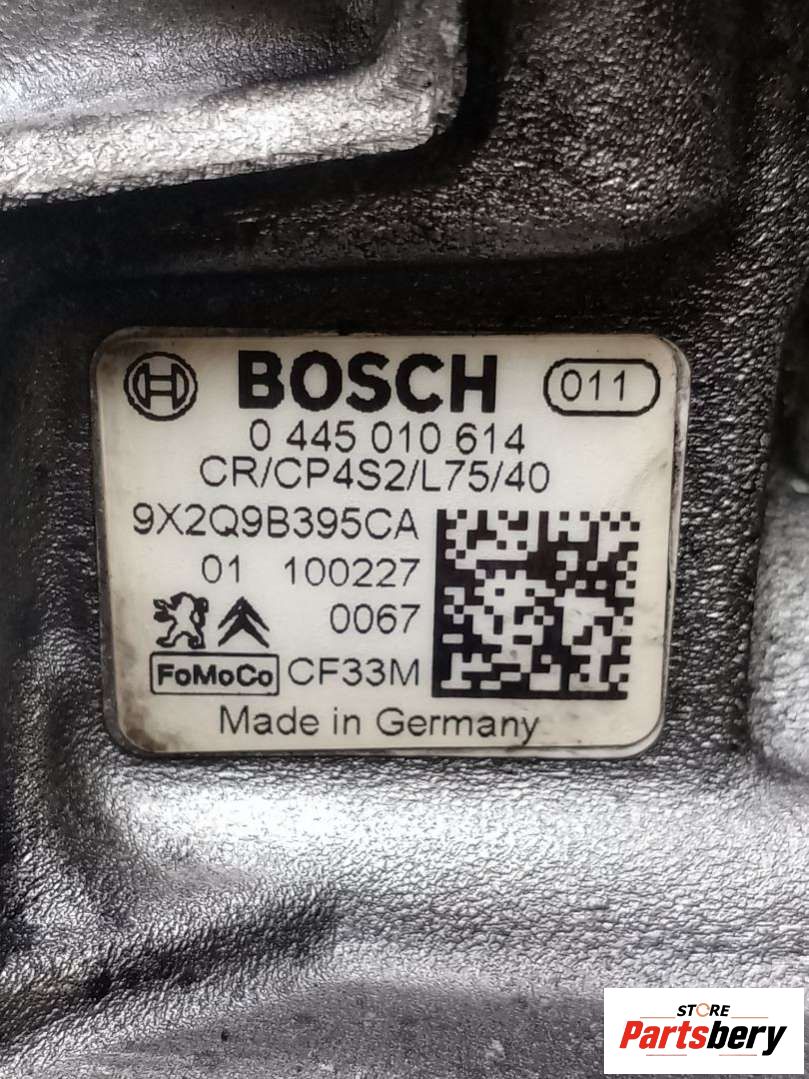 BOSCH 011
0 445 010 614
CR/CP4S2/L75/40
9X2Q9B395CA
01 100227
0067
FoMoCo CF33M
Made in Germany
STORE
Partsbery